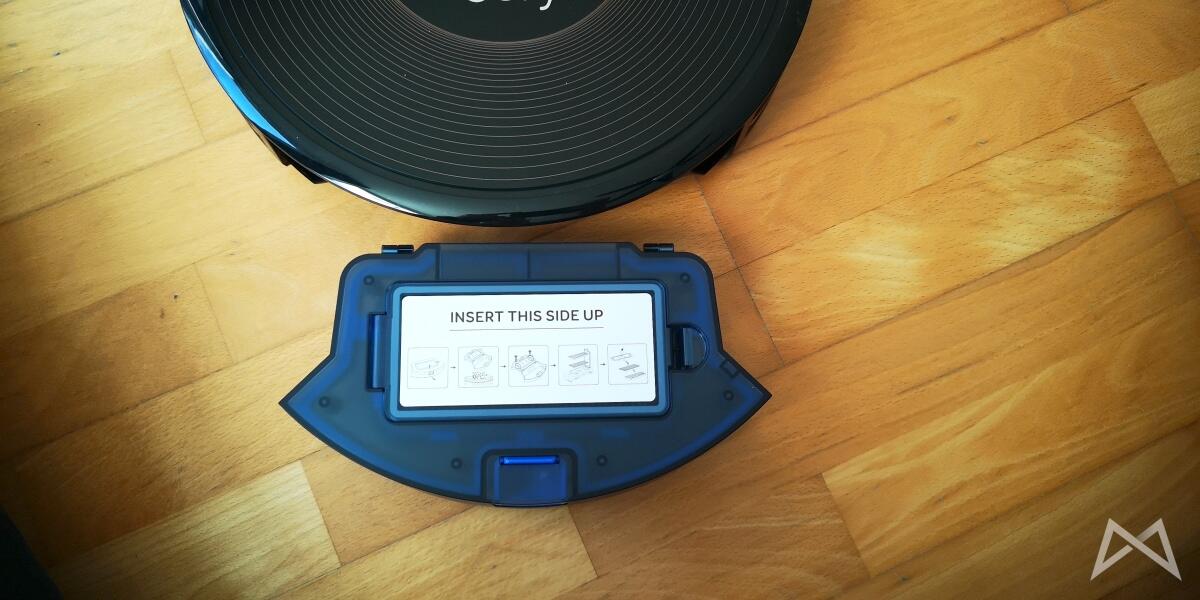 INSERT THIS SIDE UP